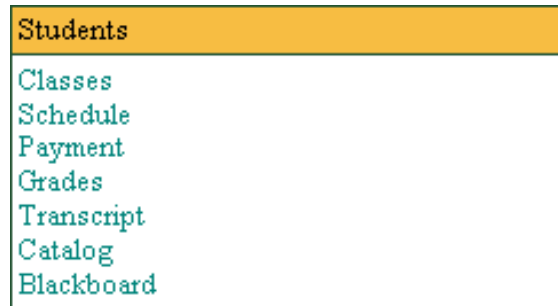 Students
Classes
Schedule
Payment
Grades
Transcript
Catalog
Blackboard